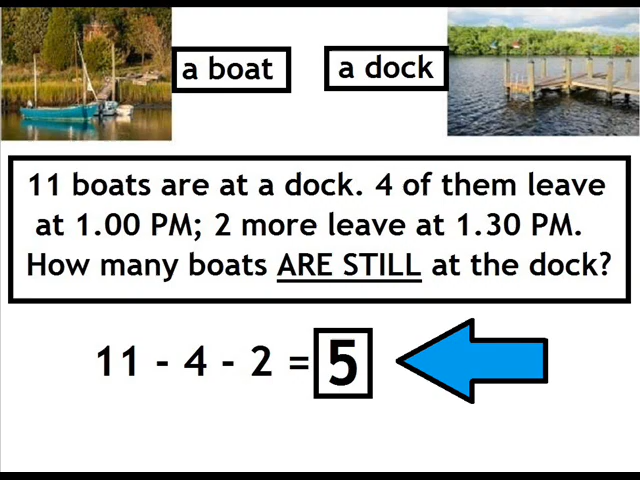 a boat
a dock
11 boats are at a dock. 4 of them leave
at 1.00 PM; 2 more leave at 1.30 PM.
How many boats ARE STILL at the dock?
11 - 4 - 2 = 5